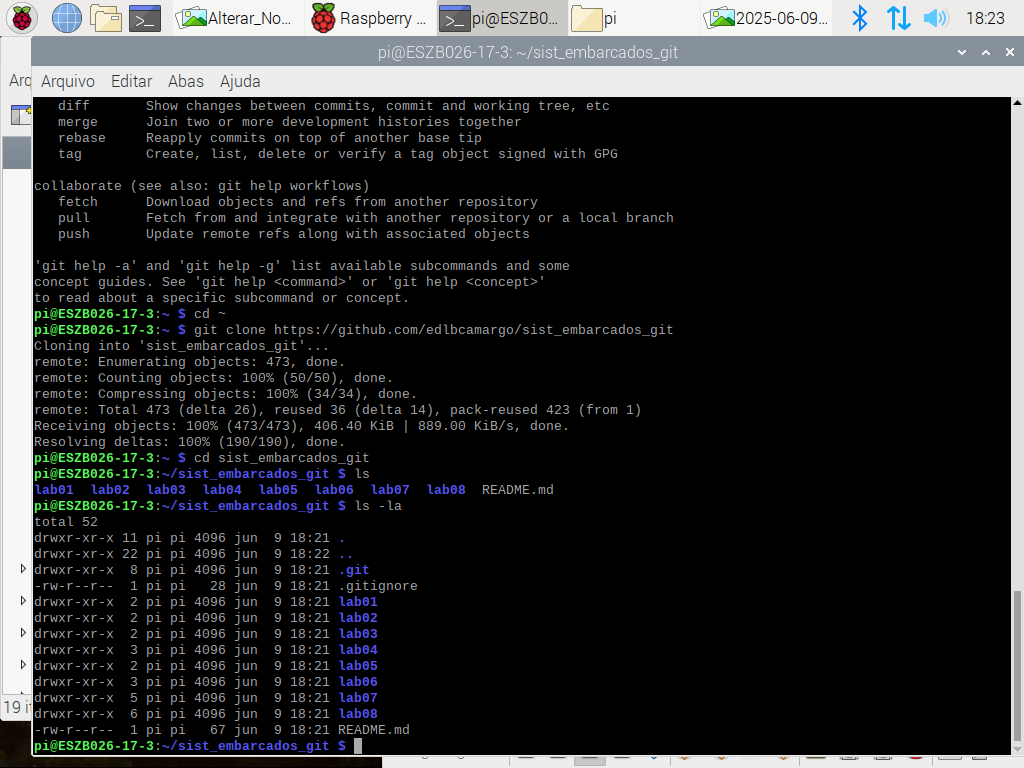 Alterar_No...
Raspberry ...
pi@ESZB0...
pi
2025-06-09...
18:23
pi@ESZB026-17-3: ~/sist_embarcados_git
Arq
Arquivo Editar Abas Ajuda
diff Show changes between commits, commit and working tree, etc
merge Join two or more development histories together
rebase Reapply commits on top of another base tip
tag Create, list, delete or verify a tag object signed with GPG
collaborate (see also: git help workflows)
fetch Download objects and refs from another repository
pull Fetch from and integrate with another repository or a local branch
push Update remote refs along with associated objects
'git help -a' and 'git help -g' list available subcommands and some
concept guides. See 'git help <command>' or 'git help <concept>'
to read about a specific subcommand or concept.
pi@ESZB026-17-3:~ $ cd ~
pi@ESZB026-17-3:~ $ git clone https://github.com/edlbcamargo/sist_embarcados_git
Cloning into 'sist_embarcados_git'...
remote: Enumerating objects: 473, done.
remote: Counting objects: 100% (50/50), done.
remote: Compressing objects: 100% (34/34), done.
remote: Total 473 (delta 26), reused 36 (delta 14), pack-reused 423 (from 1)
Receiving objects: 100% (473/473), 406.40 KiB | 889.00 KiB/s, done.
Resolving deltas: 100% (190/190), done.
pi@ESZB026-17-3:~ $ cd sist_embarcados_git
pi@ESZB026-17-3:~/sist_embarcados_git $ ls
lab01 lab02 lab03 lab04 lab05 lab06 lab07 lab08 README.md
pi@ESZB026-17-3:~/sist_embarcados_git $ ls -la
total 52
drwxr-xr-x 11 pi pi 4096 jun 9 18:21 .
drwxr-xr-x 22 pi pi 4096 jun 9 18:22 ..
drwxr-xr-x 8 pi pi 4096 jun 9 18:21 .git
-rw-r--r-- 1 pi pi 28 jun 9 18:21 .gitignore
drwxr-xr-x 2 pi pi 4096 jun 9 18:21 lab01
drwxr-xr-x 2 pi pi 4096 jun 9 18:21 lab02
drwxr-xr-x 2 pi pi 4096 jun 9 18:21 lab03
drwxr-xr-x 3 pi pi 4096 jun 9 18:21 lab04
drwxr-xr-x 2 pi pi 4096 jun 9 18:21 lab05
drwxr-xr-x 3 pi pi 4096 jun 9 18:21 lab06
drwxr-xr-x 5 pi pi 4096 jun 9 18:21 lab07
drwxr-xr-x 6 pi pi 4096 jun 9 18:21 lab08
-rw-r--r-- 1 pi pi 67 jun 9 18:21 README.md
pi@ESZB026-17-3:~/sist_embarcados_git $
19 it